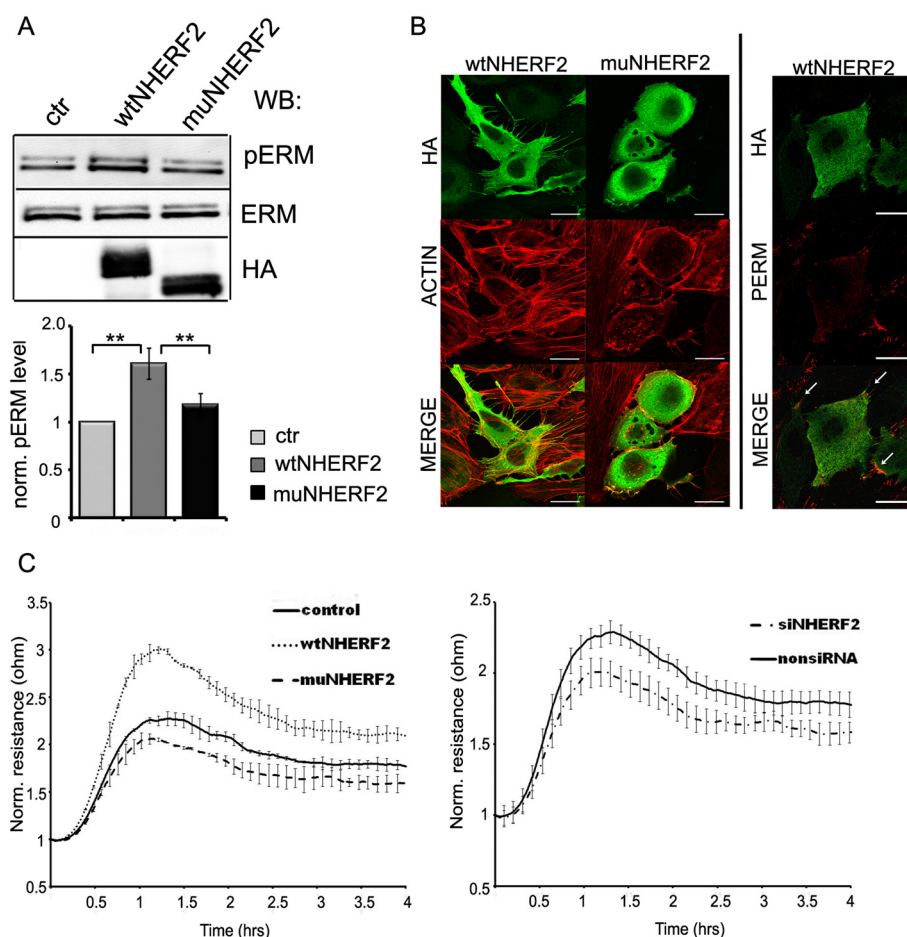 A
ctr
wtNHERF2
muNHERF2
WB:
pERM
ERM
HA
2.0
1.5
1.0
0.5
0
norm. pERM level
**
**
ctr
wtNHERF2
muNHERF2
B
wtNHERF2
muNHERF2
wtNHERF2
HA
ACTIN
MERGE
HA
PERM
MERGE
C
3.5
3
2.5
2
1.5
1
0.5
Norm. resistance (ohm)
control
wtNHERF2
muNHERF2
0.5 1 1.5 2 2.5 3 3.5 4
Time (hrs)
2.5
2
1.5
1
0.5
Norm. resistance (ohm)
siNHERF2
nonsiRNA
0.5 1 1.5 2 2.5 3 3.5 4
Time (hrs)